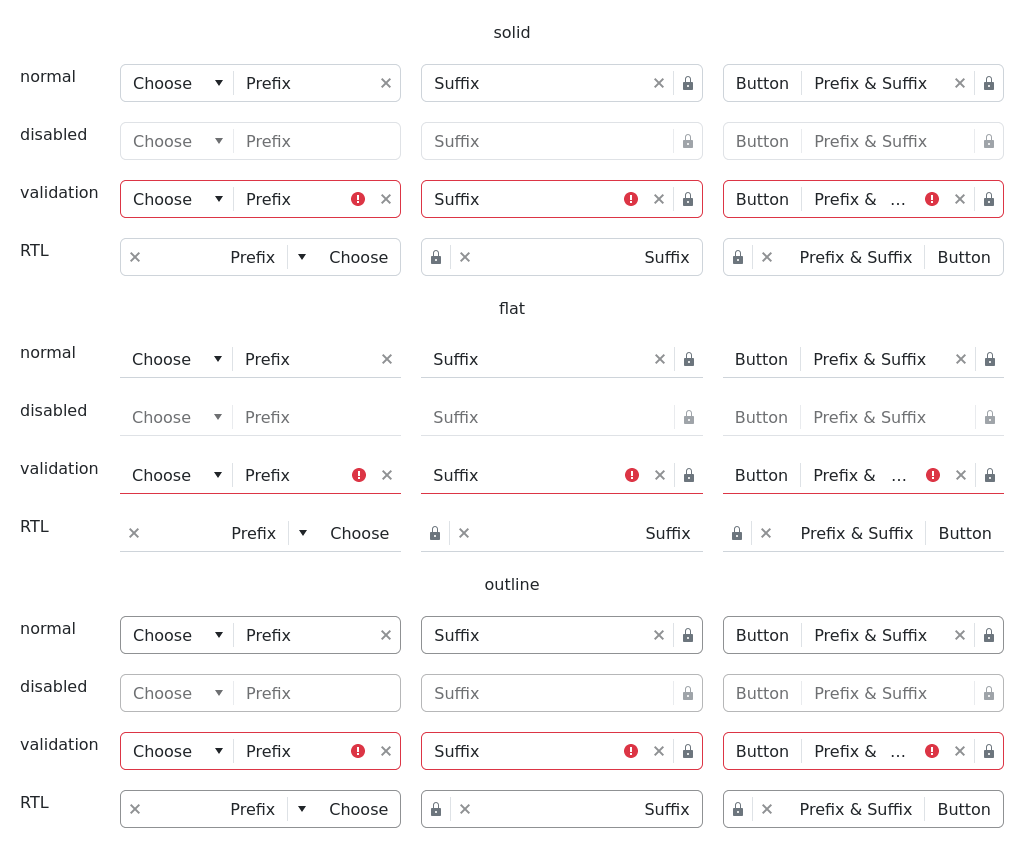 solid
normal Choose Prefix Suffix Button Prefix & Suffix
disabled Choose Prefix Suffix Button Prefix & Suffix
validation Choose Prefix Suffix Button Prefix & ...
RTL Prefix Choose Suffix Prefix & Suffix Button
flat
normal Choose Prefix Suffix Button Prefix & Suffix
disabled Choose Prefix Suffix Button Prefix & Suffix
validation Choose Prefix Suffix Button Prefix & ...
RTL Prefix Choose Suffix Prefix & Suffix Button
outline
normal Choose Prefix Suffix Button Prefix & Suffix
disabled Choose Prefix Suffix Button Prefix & Suffix
validation Choose Prefix Suffix Button Prefix & ...
RTL Prefix Choose Suffix Prefix & Suffix Button